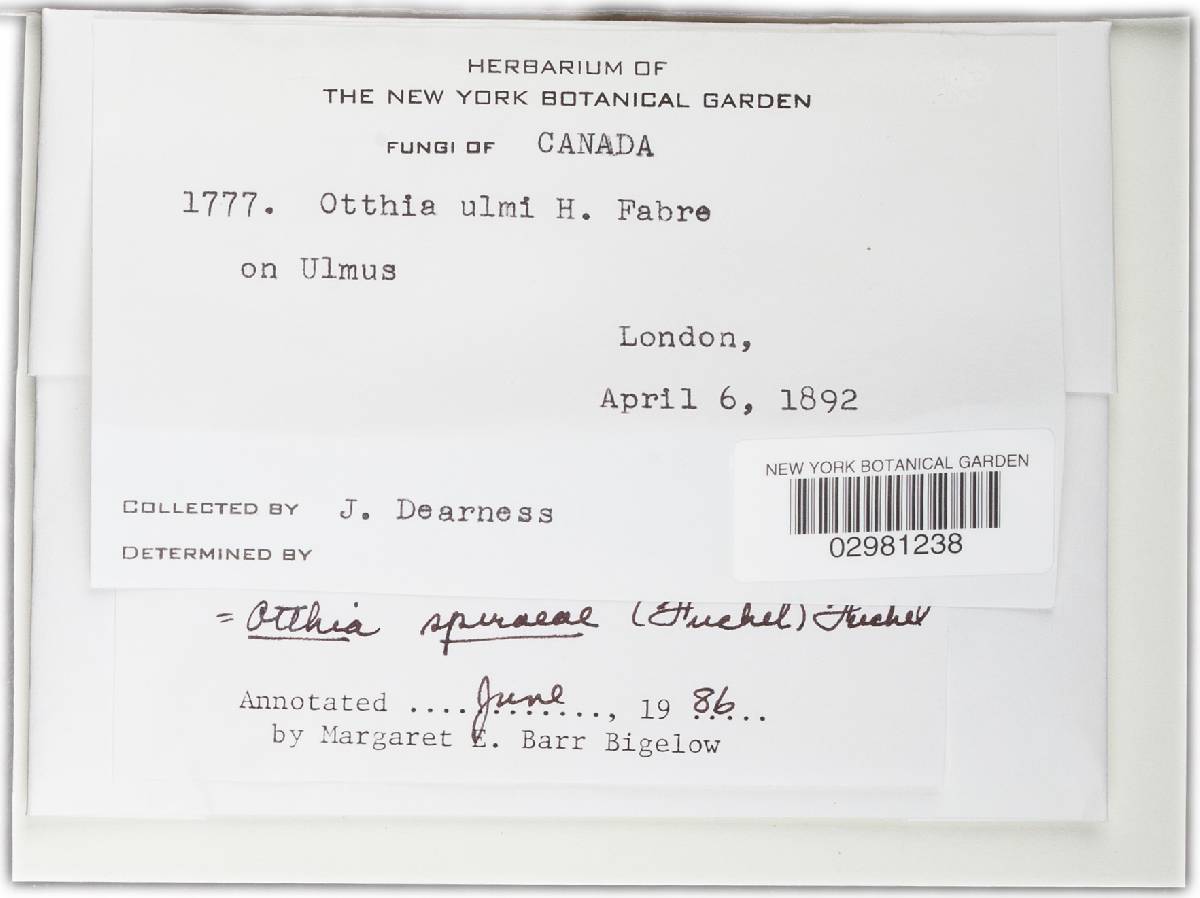 HERBARIUM OF
THE NEW YORK BOTANICAL GARDEN
FUNGI OF CANADA
1777. Otthia ulmi H. Fabre
on Ulmus
London,
April 6, 1892
NEW YORK BOTANICAL GARDEN
02981238
COLLECTED BY J. Dearness
DETERMINED BY
= Otthia spiraeae (Fuckel) Fuckel
Annotated ....June......., 19 86...
by Margaret E. Barr Bigelow